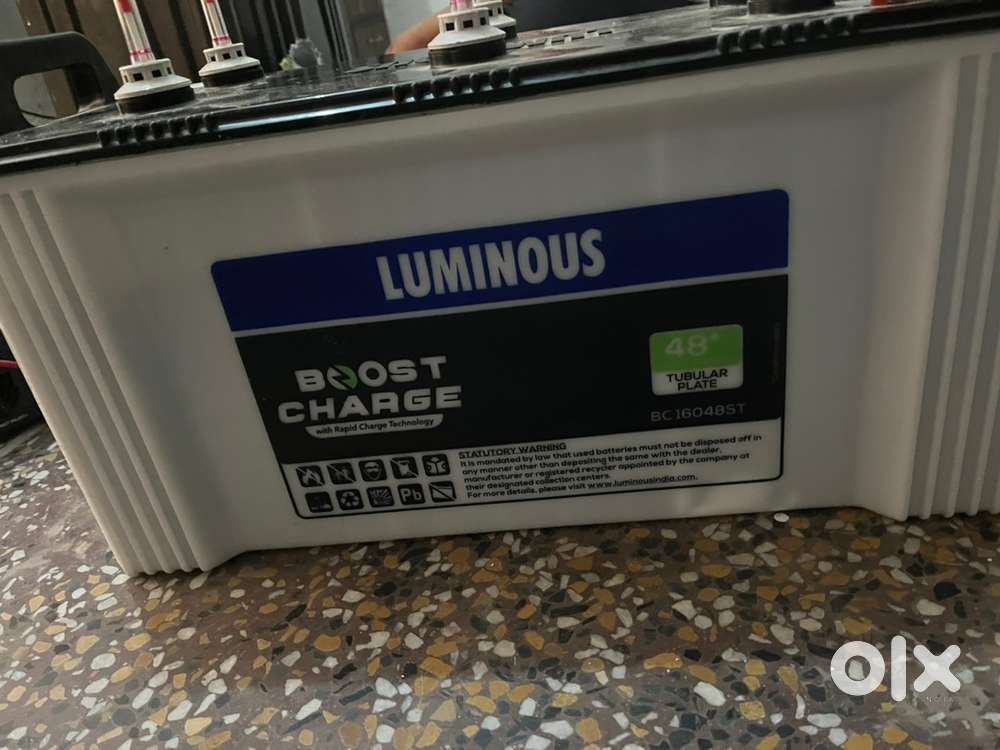 LUMINOUS
BOOST
CHARGE
with Rapid Charge Technology
48*
TUBULAR
PLATE
BC16048ST
STATUTORY WARNING
It is mandated by law that used batteries must not be disposed off in
any manner other than depositing the same with the dealer,
manufacturer or registered recycler appointed by the company at
their designated collection centers.
For more details, please visit www.luminousindia.com.
Pb
olx